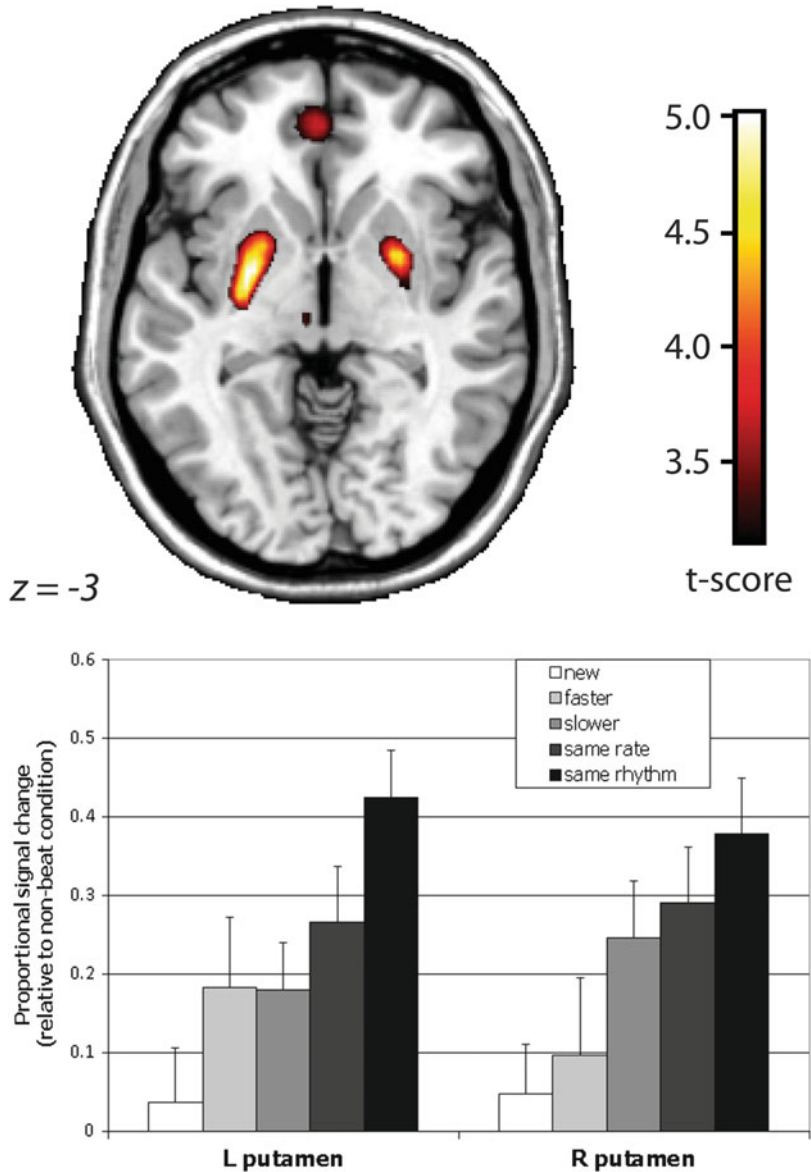 5.0
4.5
4.0
3.5
t-score
z = -3
0.6
0.5
0.4
0.3
0.2
0.1
0
Proportional signal change
(relative to non-beat condition)
new
faster
slower
same rate
same rhythm
L putamen
R putamen